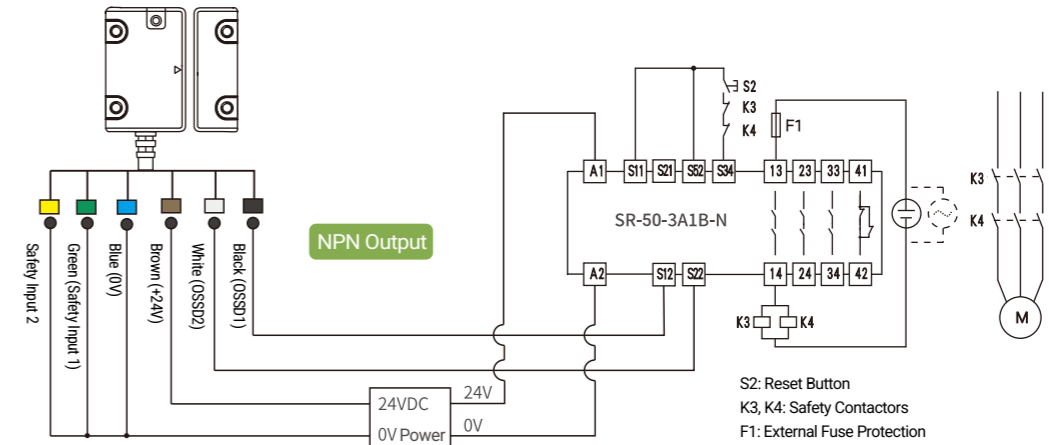 S2
K3
K4
F1
A1
S11
S21
S52
S34
13
23
33
41
K3
K4
SR-50-3A1B-N
NPN Output
Safety Input 2
Green (Safety Input 1)
Blue (0V)
Brown (+24V)
White (OSSD2)
Black (OSSD1)
A2
S12
S22
14
24
34
42
K3
K4
M
24VDC
24V
0V Power
0V
S2: Reset Button
K3, K4: Safety Contactors
F1: External Fuse Protection